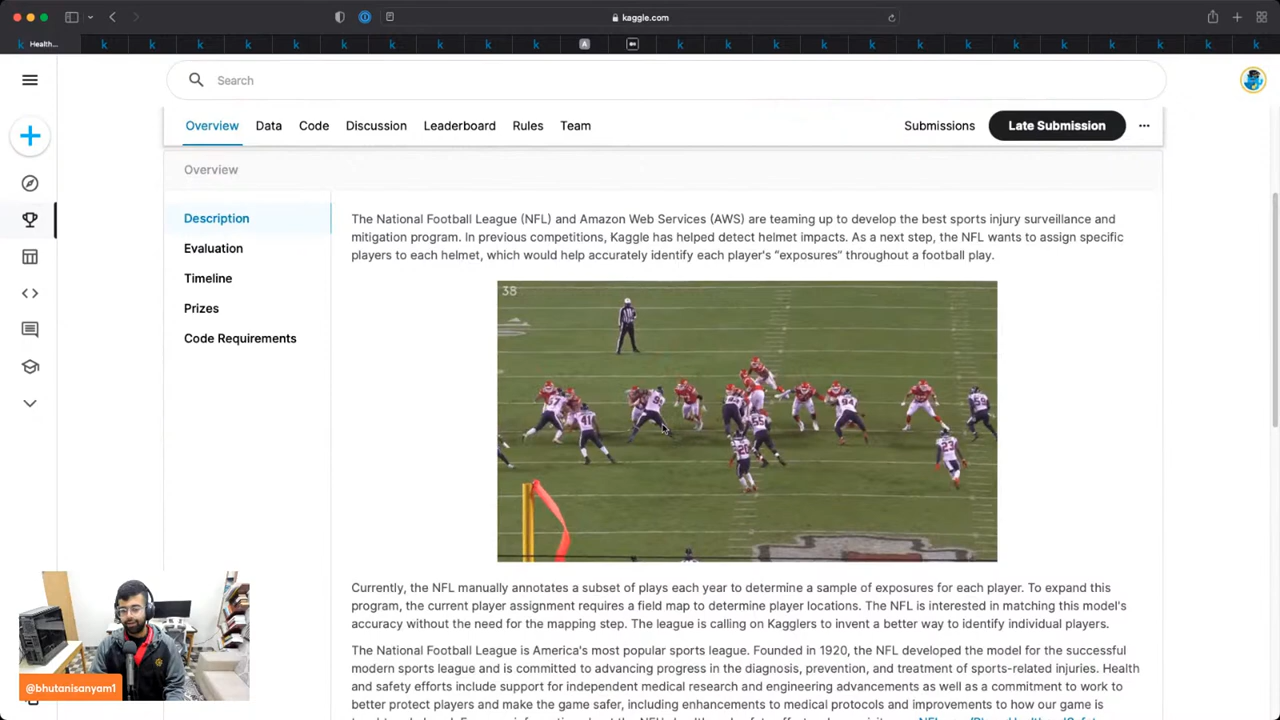 kaggle.com
Health...
Search
Overview Data Code Discussion Leaderboard Rules Team Submissions Late Submission
Overview
Description
Evaluation
Timeline
Prizes
Code Requirements
The National Football League (NFL) and Amazon Web Services (AWS) are teaming up to develop the best sports injury surveillance and
mitigation program. In previous competitions, Kaggle has helped detect helmet impacts. As a next step, the NFL wants to assign specific
players to each helmet, which would help accurately identify each player's “exposures” throughout a football play.
38
41
94
23
Currently, the NFL manually annotates a subset of plays each year to determine a sample of exposures for each player. To expand this
program, the current player assignment requires a field map to determine player locations. The NFL is interested in matching this model's
accuracy without the need for the mapping step. The league is calling on Kagglers to invent a better way to identify individual players.
The National Football League is America's most popular sports league. Founded in 1920, the NFL developed the model for the successful
modern sports league and is committed to advancing progress in the diagnosis, prevention, and treatment of sports-related injuries. Health
and safety efforts include support for independent medical research and engineering advancements as well as a commitment to work to
better protect players and make the game safer, including enhancements to medical protocols and improvements to how our game is
@bhutanisanyam1